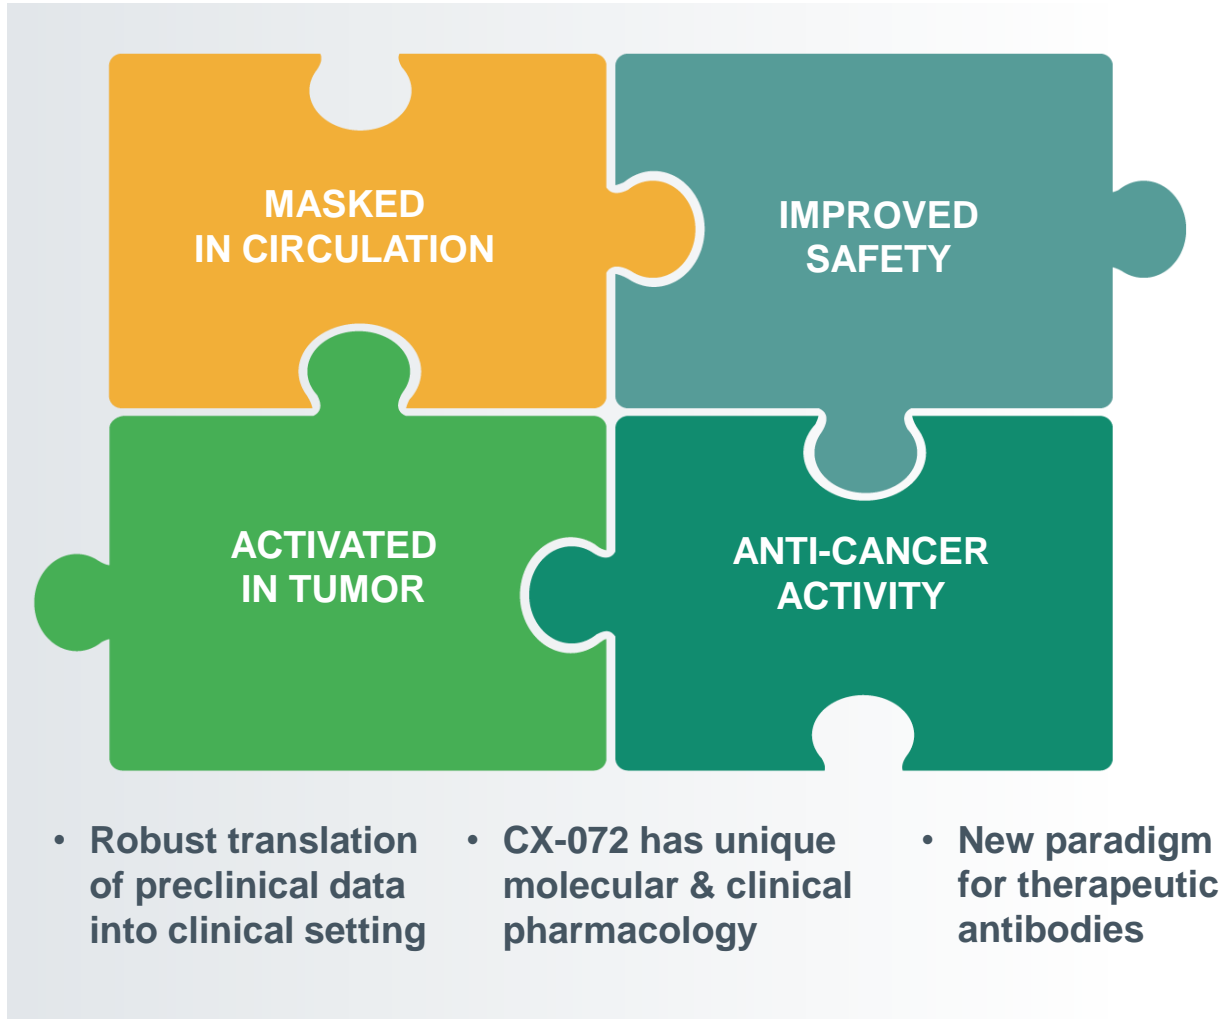 MASKED
IN CIRCULATION
IMPROVED
SAFETY
ACTIVATED
IN TUMOR
ANTI-CANCER
ACTIVITY
• Robust translation
of preclinical data
into clinical setting
• CX-072 has unique
molecular & clinical
pharmacology
• New paradigm
for therapeutic
antibodies